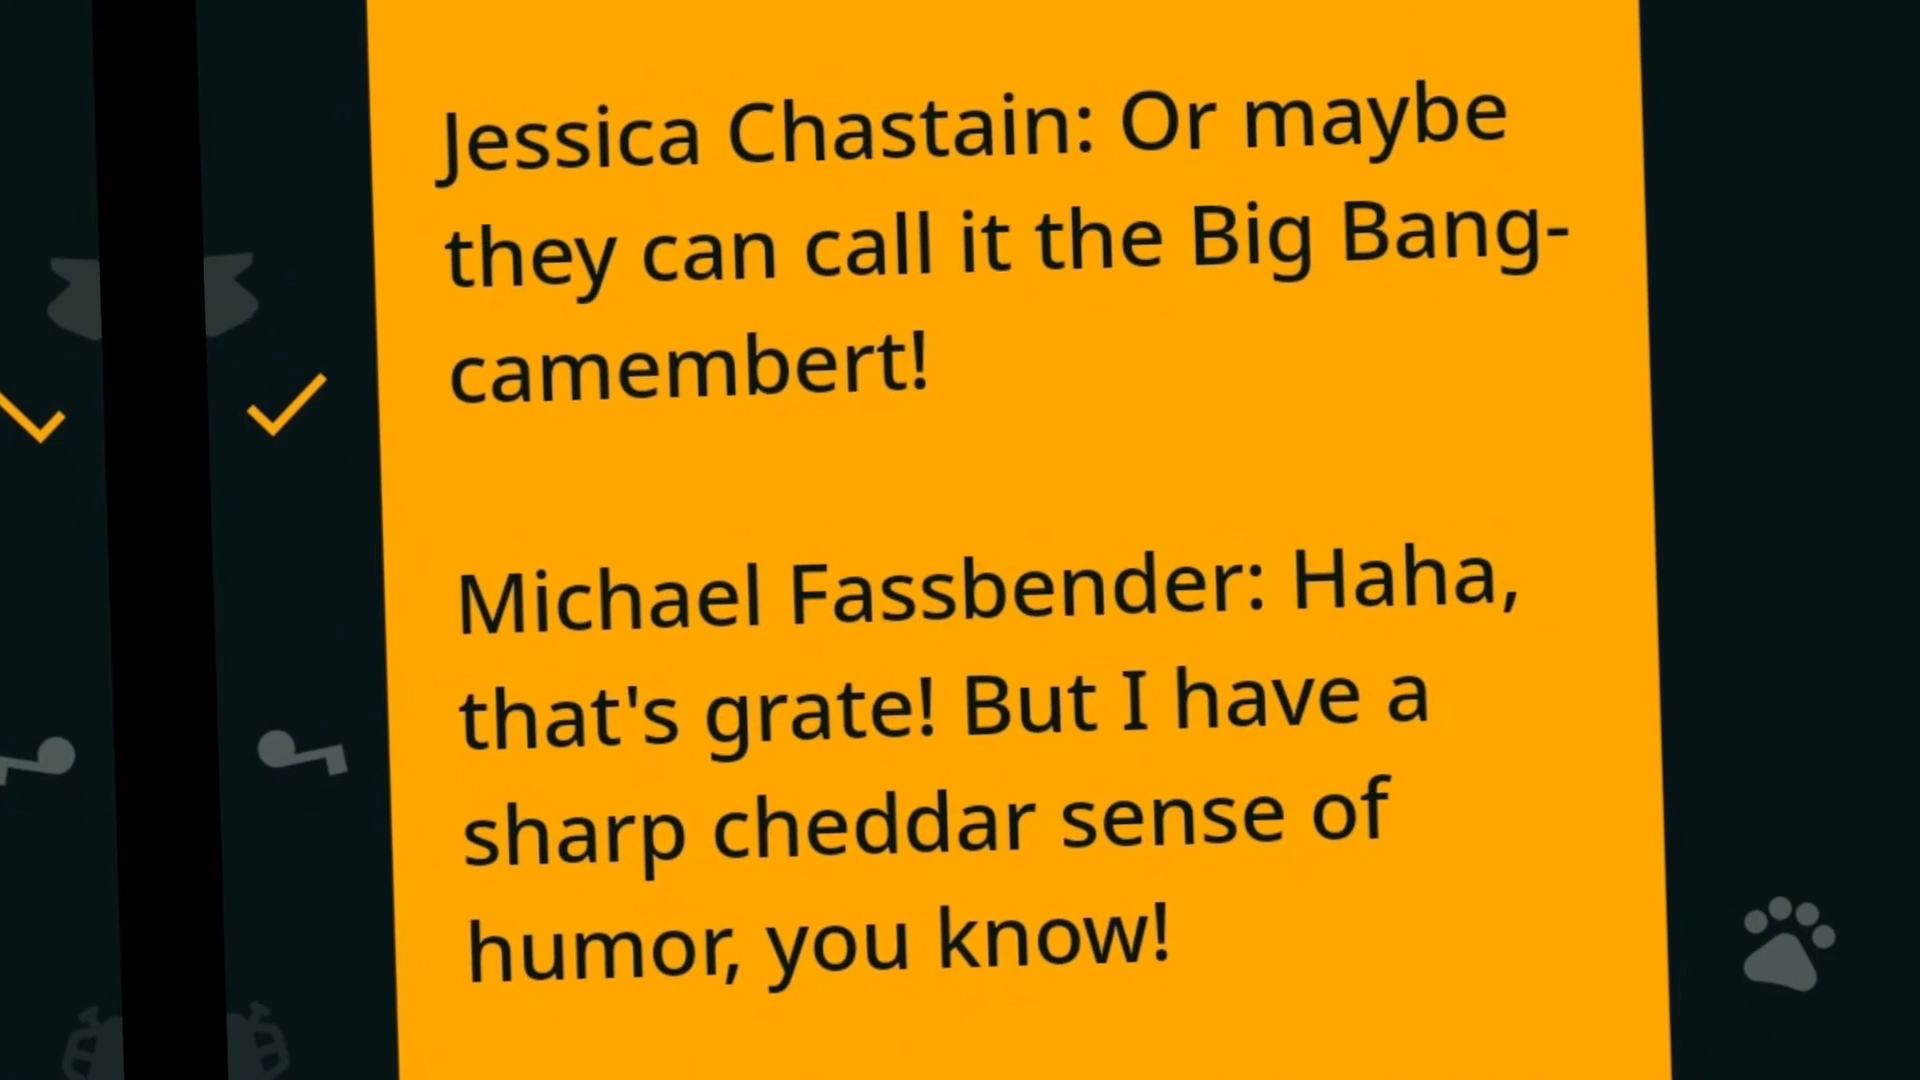 Jessica Chastain: Or maybe
they can call it the Big Bang-
camembert!
Michael Fassbender: Haha,
that's grate! But I have a
sharp cheddar sense of
humor, you know!